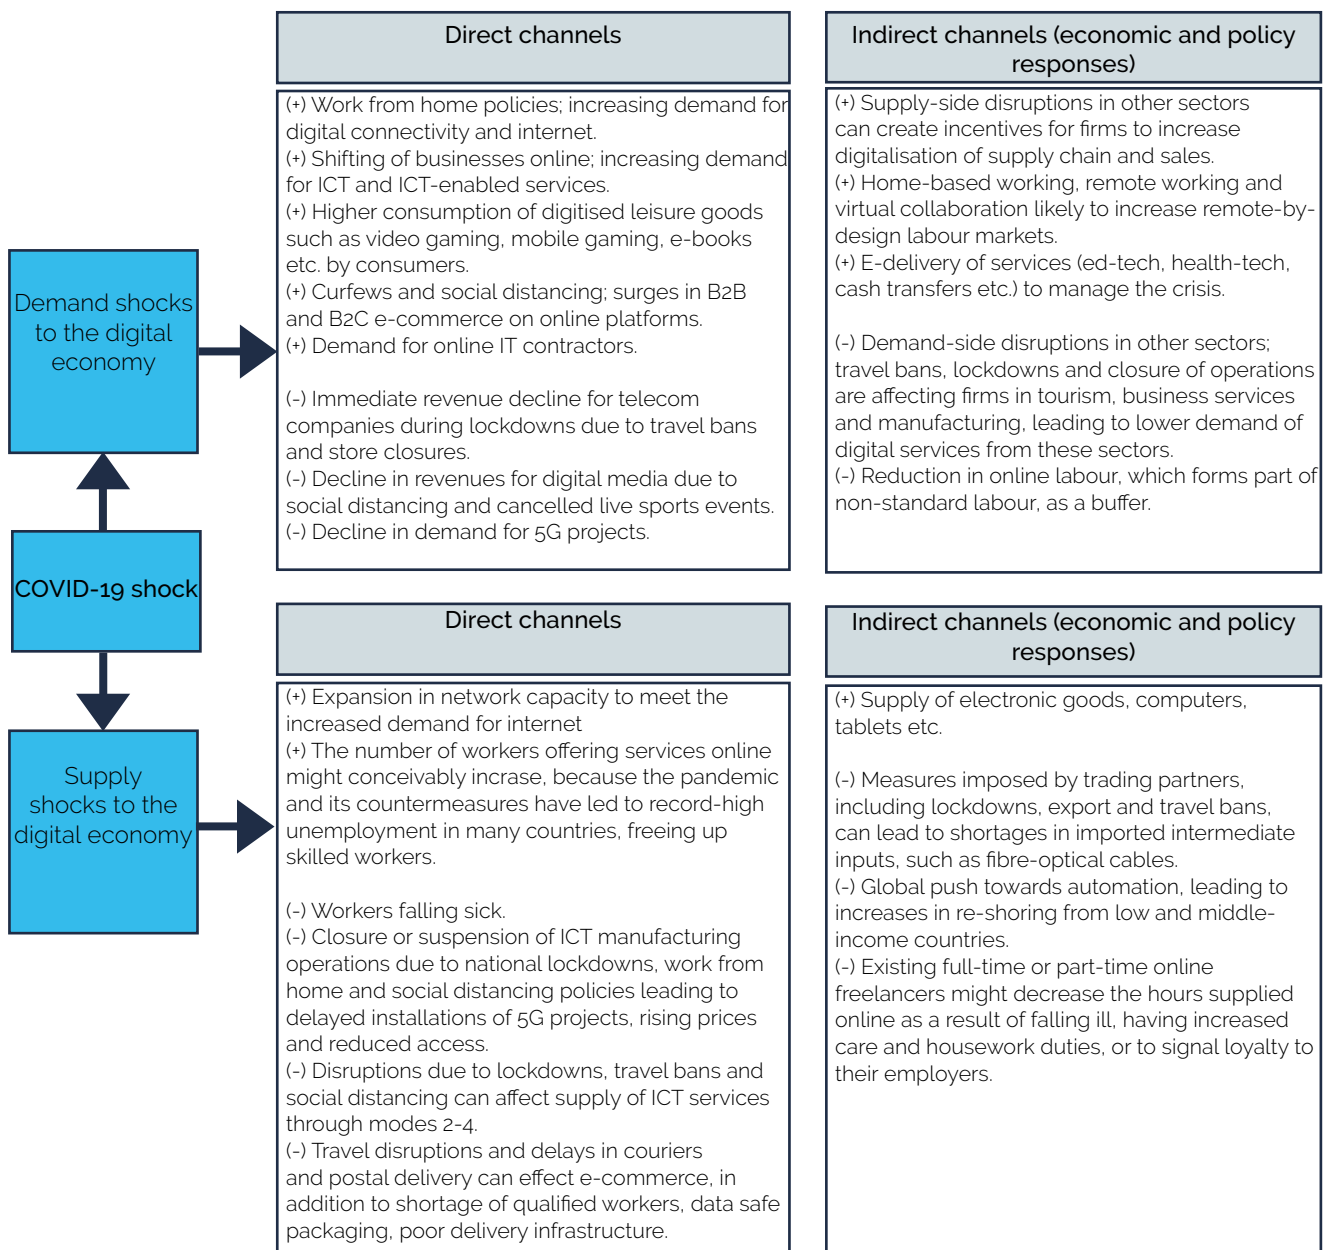 Direct channels
Indirect channels (economic and policy
responses)
(+) Work from home policies; increasing demand for
digital connectivity and internet.
(+) Shifting of businesses online; increasing demand
for ICT and ICT-enabled services.
(+) Higher consumption of digitised leisure goods
such as video gaming, mobile gaming, e-books
etc. by consumers.
(+) Curfews and social distancing; surges in B2B
and B2C e-commerce on online platforms.
(+) Demand for online IT contractors.
(-) Immediate revenue decline for telecom
companies during lockdowns due to travel bans
and store closures.
(-) Decline in revenues for digital media due to
social distancing and cancelled live sports events.
(-) Decline in demand for 5G projects.
(+) Supply-side disruptions in other sectors
can create incentives for firms to increase
digitalisation of supply chain and sales.
(+) Home-based working, remote working and
virtual collaboration likely to increase remote-by-
design labour markets.
(+) E-delivery of services (ed-tech, health-tech,
cash transfers etc.) to manage the crisis.
(-) Demand-side disruptions in other sectors;
travel bans, lockdowns and closure of operations
are affecting firms in tourism, business services
and manufacturing, leading to lower demand of
digital services from these sectors.
(-) Reduction in online labour, which forms part of
non-standard labour, as a buffer.
Demand shocks
to the digital
economy
COVID-19 shock
Supply
shocks to the
digital economy
Direct channels
Indirect channels (economic and policy
responses)
(+) Expansion in network capacity to meet the
increased demand for internet
(+) The number of workers offering services online
might conceivably incrase, because the pandemic
and its countermeasures have led to record-high
unemployment in many countries, freeing up
skilled workers.
(-) Workers falling sick.
(-) Closure or suspension of ICT manufacturing
operations due to national lockdowns, work from
home and social distancing policies leading to
delayed installations of 5G projects, rising prices
and reduced access.
(-) Disruptions due to lockdowns, travel bans and
social distancing can affect supply of ICT services
through modes 2-4.
(-) Travel disruptions and delays in couriers
and postal delivery can effect e-commerce, in
addition to shortage of qualified workers, data safe
packaging, poor delivery infrastructure.
(+) Supply of electronic goods, computers,
tablets etc.
(-) Measures imposed by trading partners,
including lockdowns, export and travel bans,
can lead to shortages in imported intermediate
inputs, such as fibre-optical cables.
(-) Global push towards automation, leading to
increases in re-shoring from low and middle-
income countries.
(-) Existing full-time or part-time online
freelancers might decrease the hours supplied
online as a result of falling ill, having increased
care and housework duties, or to signal loyalty to
their employers.